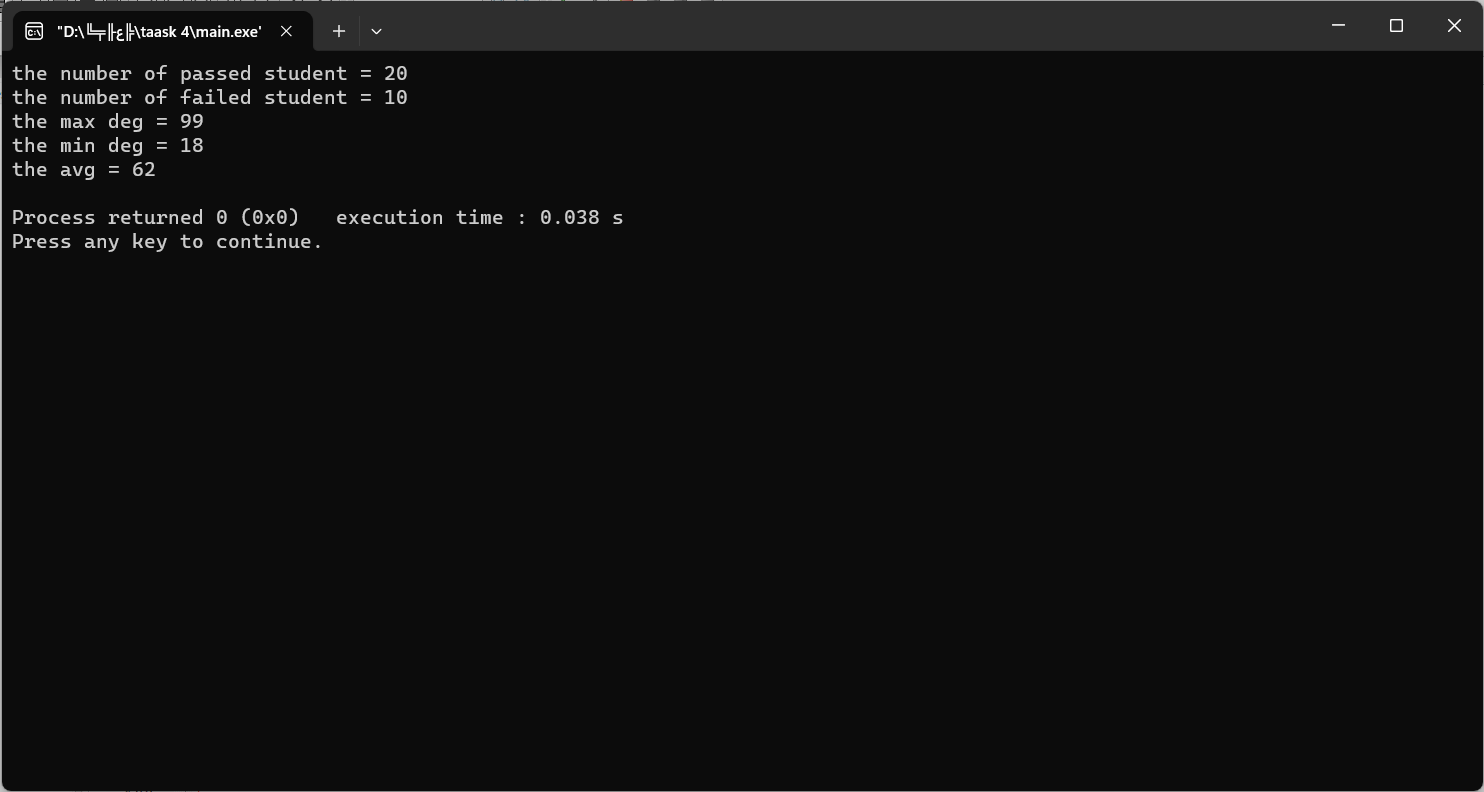 "D:\╚╤╟ع╠\taask 4\main.exe"
the number of passed student = 20
the number of failed student = 10
the max deg = 99
the min deg = 18
the avg = 62
Process returned 0 (0x0)   execution time : 0.038 s
Press any key to continue.